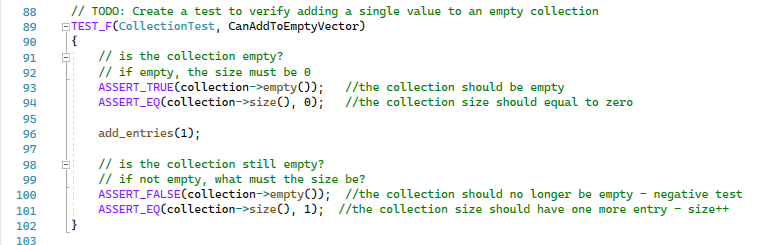 88 // TODO: Create a test to verify adding a single value to an empty collection
89 TEST_F(CollectionTest, CanAddToEmptyVector)
90 {
91     // is the collection empty?
92     // if empty, the size must be 0
93     ASSERT_TRUE(collection->empty());   //the collection should be empty
94     ASSERT_EQ(collection->size(), 0);   //the collection size should equal to zero
95
96     add_entries(1);
97
98     // is the collection still empty?
99     // if not empty, what must the size be?
100     ASSERT_FALSE(collection->empty());  //the collection should no longer be empty - negative test
101     ASSERT_EQ(collection->size(), 1);  //the collection size should have one more entry - size++
102 }
103